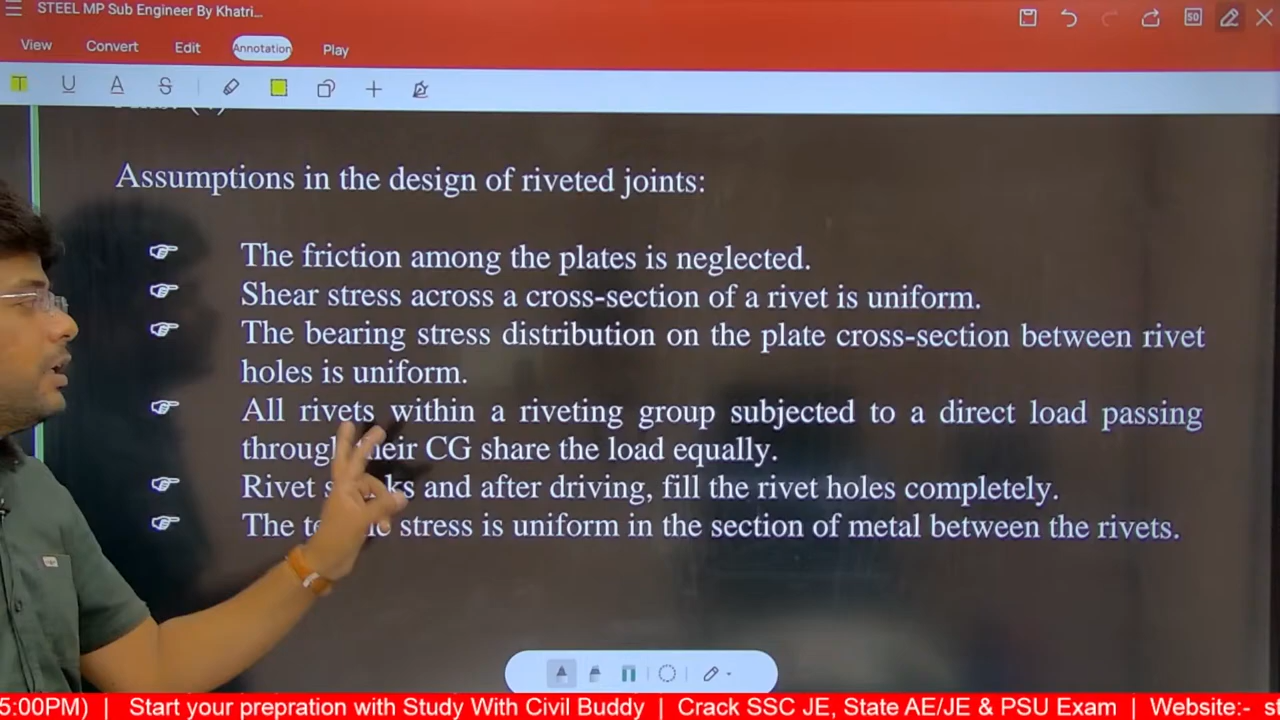 STEEL MP Sub Engineer By Khatri...
View Convert Edit Annotation Play
50
Assumptions in the design of riveted joints:
The friction among the plates is neglected.
Shear stress across a cross-section of a rivet is uniform.
The bearing stress distribution on the plate cross-section between rivet
holes is uniform.
All rivets within a riveting group subjected to a direct load passing
through their CG share the load equally.
Rivet and after driving, fill the rivet holes completely.
The stress is uniform in the section of metal between the rivets.
5:00PM) | Start your prepration with Study With Civil Buddy | Crack SSC JE, State AE/JE & PSU Exam | Website:-